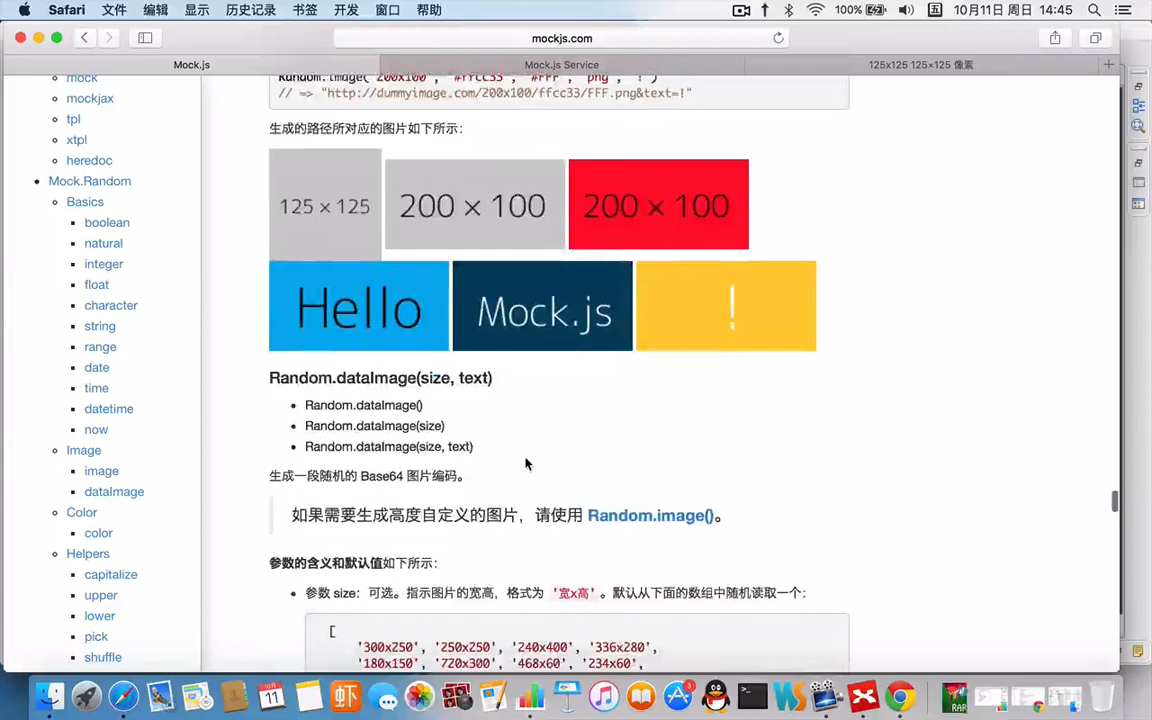 Safari 文件 编辑 显示 历史记录 书签 开发 窗口 帮助 100% 五 10月11日 周日 14:45
mockjs.com
Mock.js Mock.js Service 125x125 125×125 像素
mock
mockjax
tpl
xtpl
heredoc
Mock.Random
Basics
boolean
natural
integer
float
character
string
range
date
time
datetime
now
Image
image
dataImage
Color
color
Helpers
capitalize
upper
lower
pick
shuffle
Random.image('200x100', '#ffcc33', '#FFF', 'png', '!')
// => "http://dummyimage.com/200x100/ffcc33/FFF.png&text=!"
生成的路径所对应的图片如下所示：
125 × 125 200 × 100 200 × 100
Hello Mock.js !
Random.dataImage(size, text)
Random.dataImage()
Random.dataImage(size)
Random.dataImage(size, text)
生成一段随机的 Base64 图片编码。
如果需要生成高度自定义的图片，请使用 Random.image()。
参数的含义和默认值如下所示：
参数 size：可选。指示图片的宽高，格式为 '宽x高'。默认从下面的数组中随机读取一个：
[
'300x250', '250x250', '240x400', '336x280',
'180x150', '720x300', '468x60', '234x60',